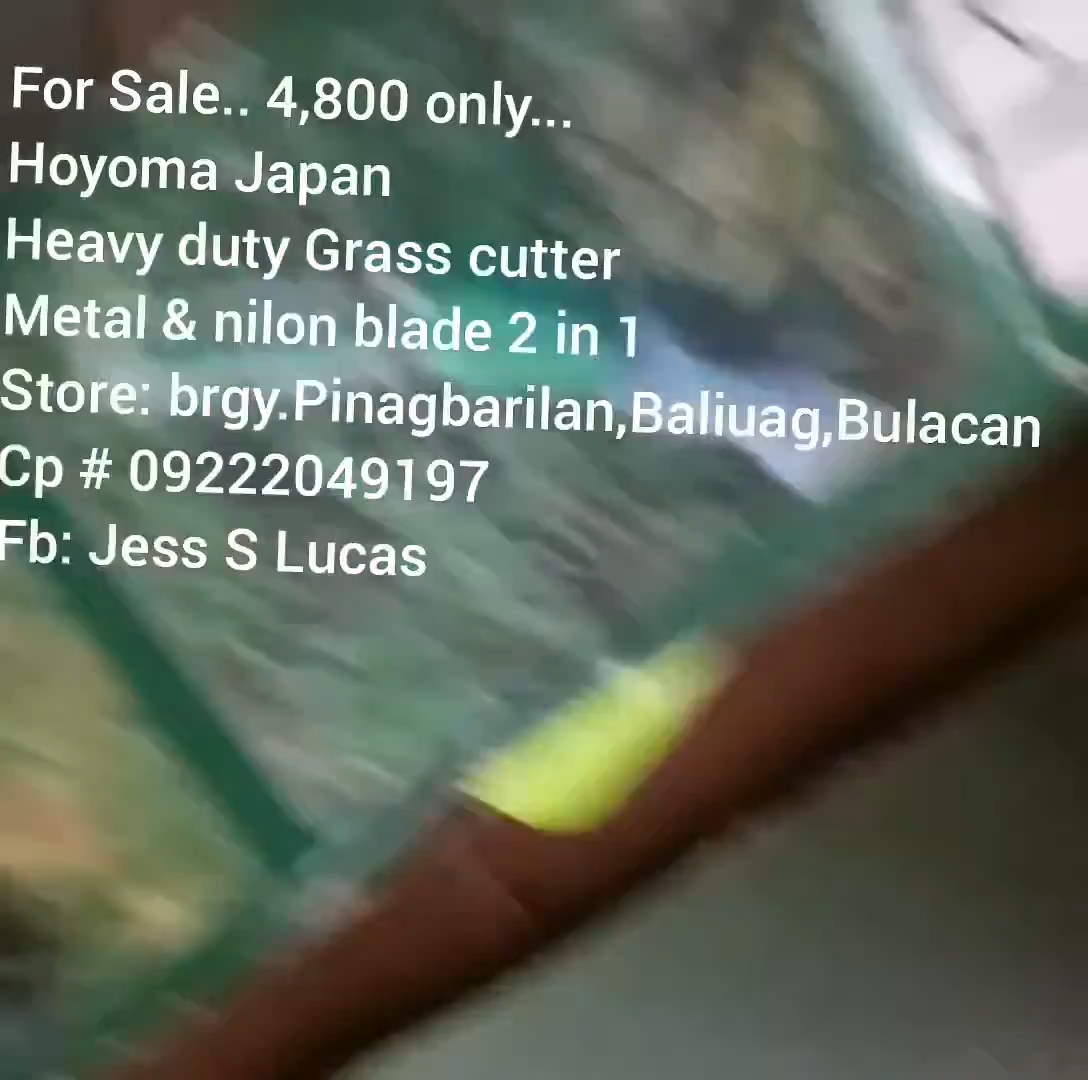 For Sale.. 4,800 only...
Hoyoma Japan
Heavy duty Grass cutter
Metal & nilon blade 2 in 1
Store: brgy.Pinagbarilan,Baliuag,Bulacan
Cp # 09222049197
Fb: Jess S Lucas